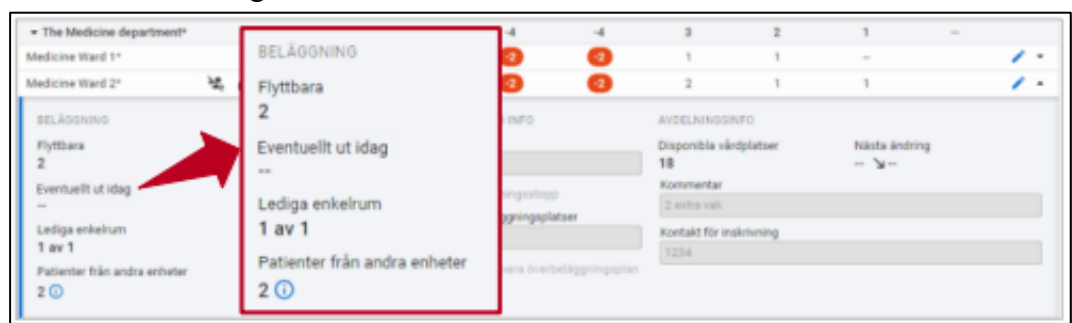 The Medicine department* -4 -4 3 2 1 --
Medicine Ward 1* -2 -2 1 1 --
Medicine Ward 2* -2 -2 2 1 1
BELÄGGNING
Flyttbara
2
Eventuellt ut idag
--
Lediga enkelrum
1 av 1
Patienter från andra enheter
2
BELÄGGNING
Flyttbara
2
Eventuellt ut idag
--
Lediga enkelrum
1 av 1
Patienter från andra enheter
2
INFO
AVDELNINGSINFO
Disponibla vårdplatser
18
Nästa ändring
-- --
Kommentar
2 extra vak
Kontakt för inskrivning
1234